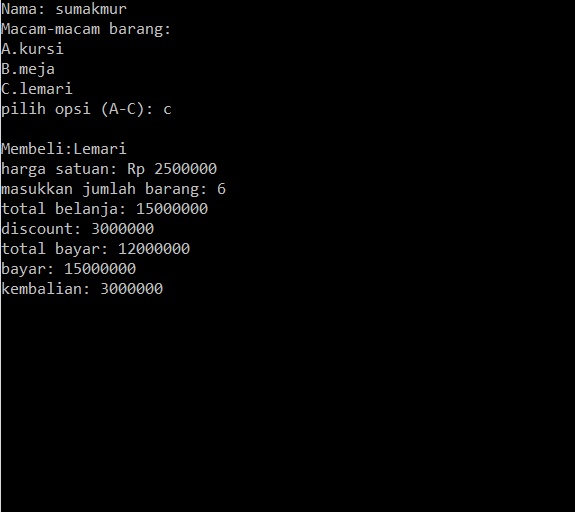 Nama: sumakmur
Macam-macam barang:
A.kursi
B.meja
C.lemari
pilih opsi (A-C): c
Membeli:Lemari
harga satuan: Rp 2500000
masukkan jumlah barang: 6
total belanja: 15000000
discount: 3000000
total bayar: 12000000
bayar: 15000000
kembalian: 3000000